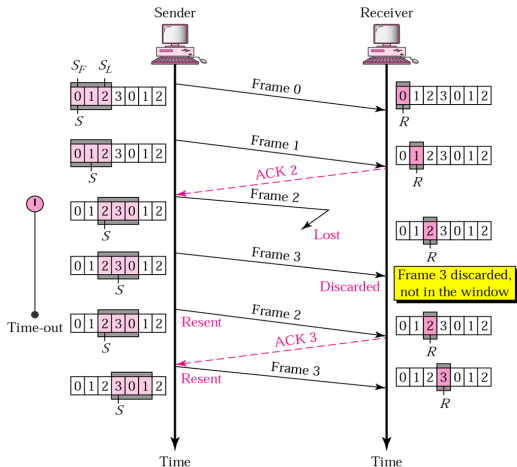 Sender
Receiver
S_F S_L
0 1 2 3 0 1 2
S
Frame 0
0 1 2 3 0 1 2
R
0 1 2 3 0 1 2
S
Frame 1
0 1 2 3 0 1 2
R
ACK 2
0 1 2 3 0 1 2
S
Frame 2
Lost
0 1 2 3 0 1 2
R
0 1 2 3 0 1 2
S
Frame 3
Discarded
Frame 3 discarded,
not in the window
Time-out
0 1 2 3 0 1 2
S
Resent
Frame 2
0 1 2 3 0 1 2
R
ACK 3
0 1 2 3 0 1 2
S
Resent
Frame 3
0 1 2 3 0 1 2
R
Time
Time